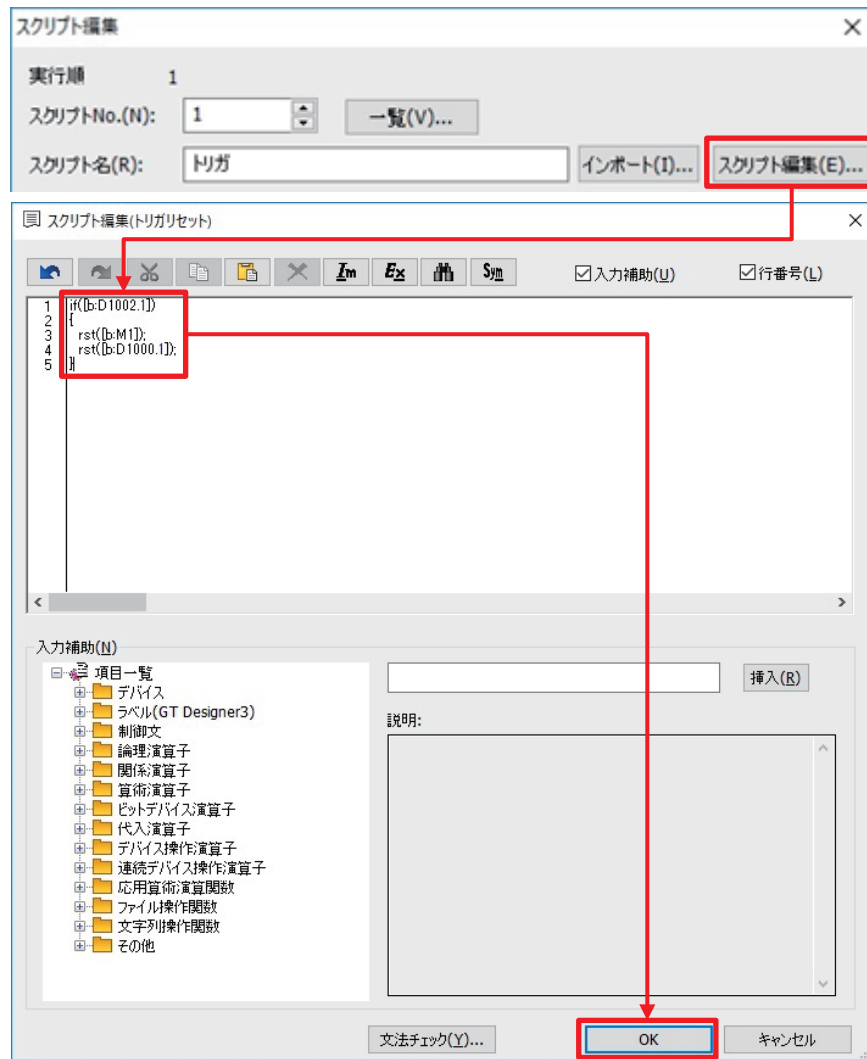 スクリプト編集
実行順 1
スクリプトNo.(N): 1 一覧(V)...
スクリプト名(R): トリガ インポート(I)... スクリプト編集(E)...
スクリプト編集(トリガリセット)
Im Ex Sym 入力補助(U) 行番号(L)
1 if([b:D1002.1])
2 {
3 rst([b:M1]);
4 rst([b:D1000.1]);
5 }
入力補助(N)
項目一覧
挿入(R)
デバイス
ラベル(GT Designer3)
説明:
制御文
論理演算子
関係演算子
算術演算子
ビットデバイス演算子
代入演算子
デバイス操作演算子
連続デバイス操作演算子
応用算術演算関数
ファイル操作関数
文字列操作関数
その他
文法チェック(Y)... OK キャンセル